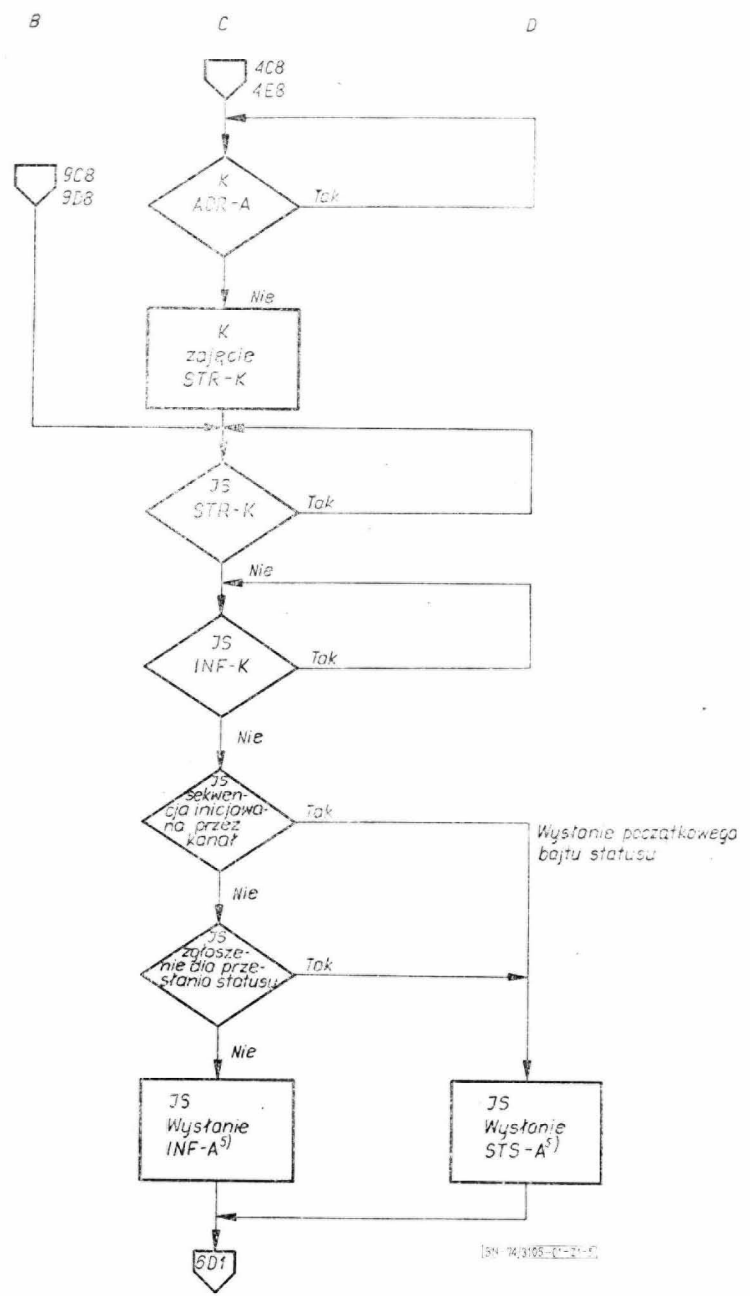 B C D
4C8
4E8
9C8
9D8
K
ADR-A
Tak
Nie
K
zajęcie
STR-K
JS
STR-K
Tak
Nie
JS
INF-K
Tak
Nie
JS
sekwen-
cja inicjowa-
na przez
kanał
Tak
Wysłanie początkowego
bajtu statusu
Nie
JS
zgłosze-
nie dla prze-
słania statusu
Tak
Nie
JS
Wysłanie
INF-A⁵⁾
JS
Wysłanie
STS-A⁵⁾
6D1